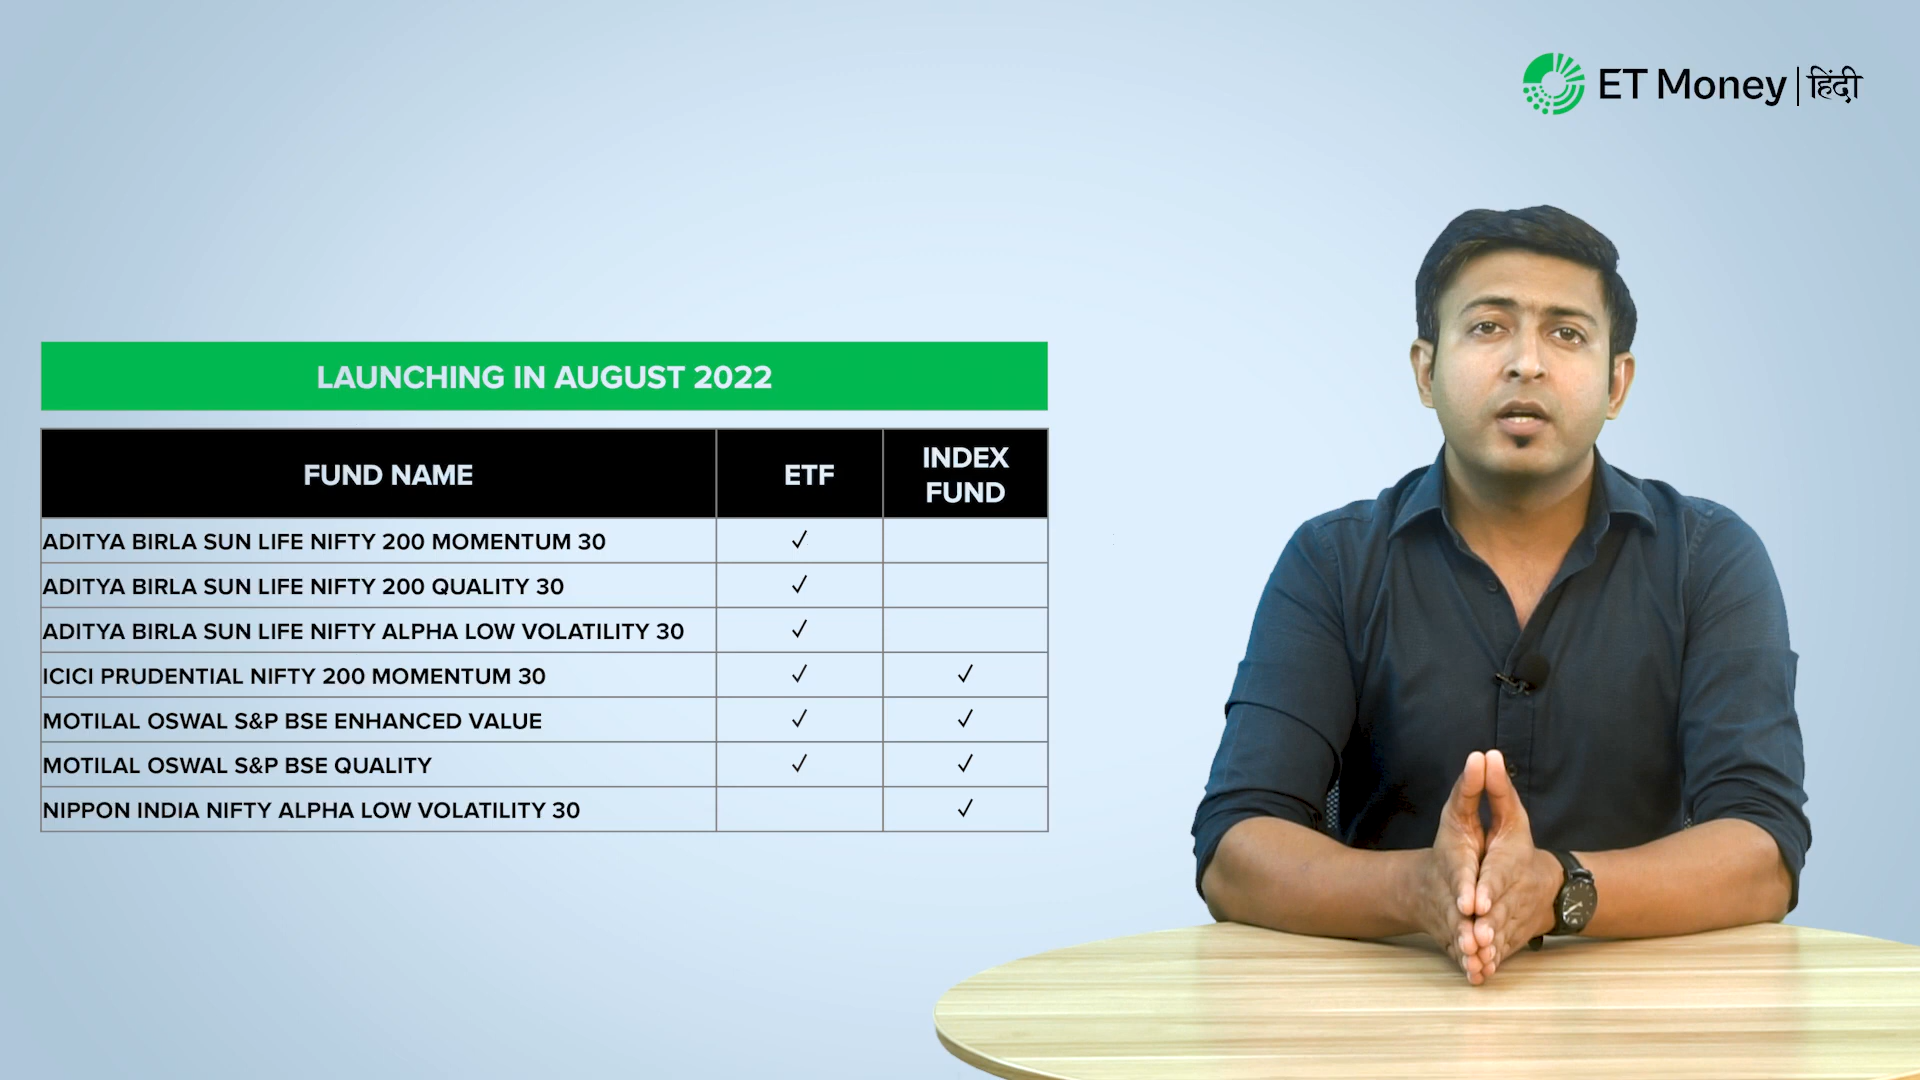 ET Money | हिंदी
LAUNCHING IN AUGUST 2022
FUND NAME ETF INDEX FUND
ADITYA BIRLA SUN LIFE NIFTY 200 MOMENTUM 30 ✓
ADITYA BIRLA SUN LIFE NIFTY 200 QUALITY 30 ✓
ADITYA BIRLA SUN LIFE NIFTY ALPHA LOW VOLATILITY 30 ✓
ICICI PRUDENTIAL NIFTY 200 MOMENTUM 30 ✓ ✓
MOTILAL OSWAL S&P BSE ENHANCED VALUE ✓ ✓
MOTILAL OSWAL S&P BSE QUALITY ✓ ✓
NIPPON INDIA NIFTY ALPHA LOW VOLATILITY 30 ✓